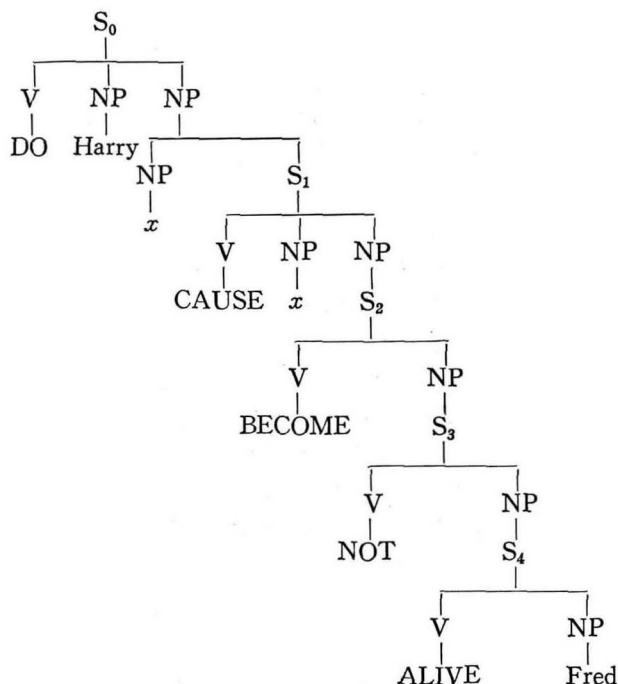 S₀
V NP NP
DO Harry
NP S₁
x
V NP NP
CAUSE x S₂
V NP
BECOME S₃
V NP
NOT S₄
V NP
ALIVE Fred